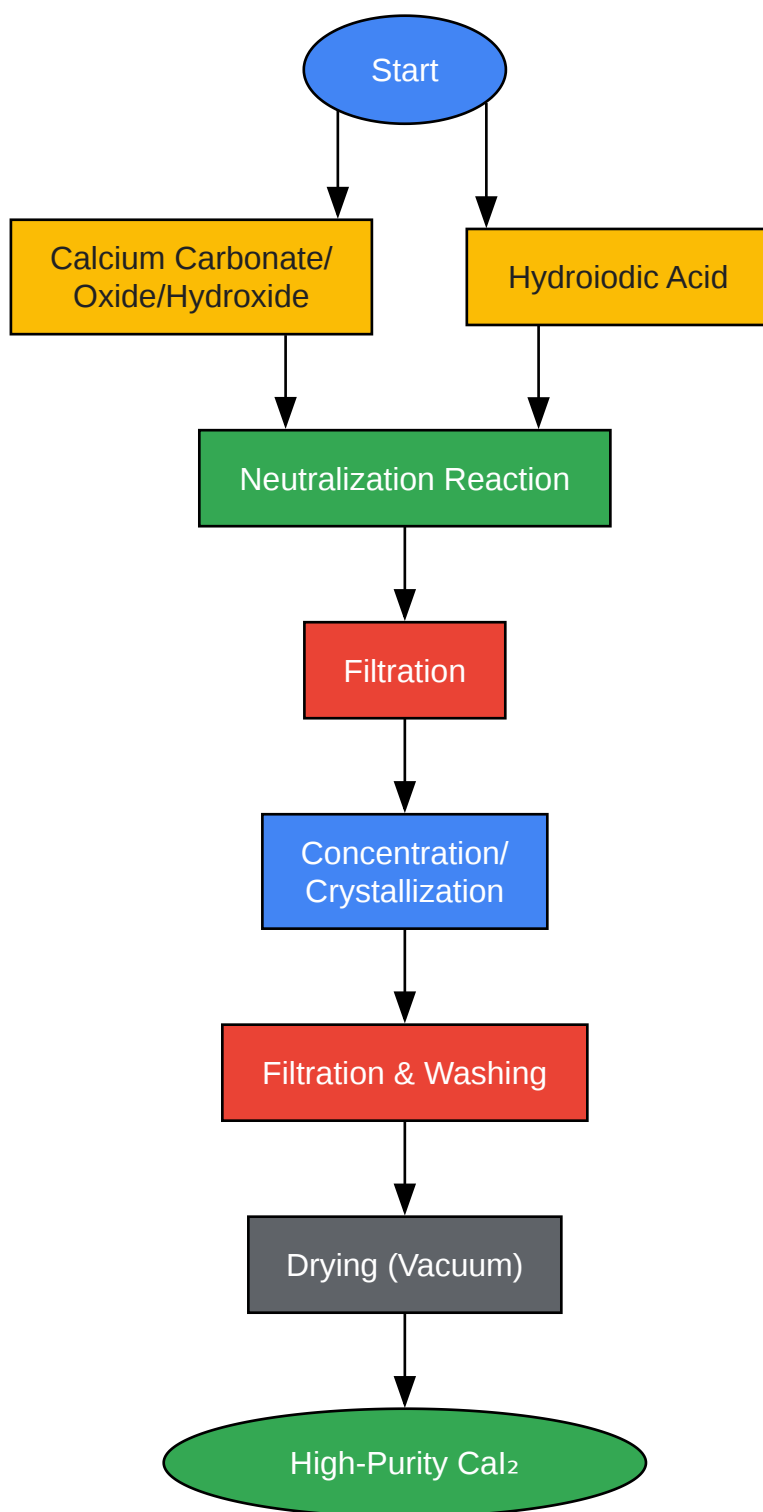 Start
Calcium Carbonate/
Oxide/Hydroxide
Hydroiodic Acid
Neutralization Reaction
Filtration
Concentration/
Crystallization
Filtration & Washing
Drying (Vacuum)
High-Purity CaI₂